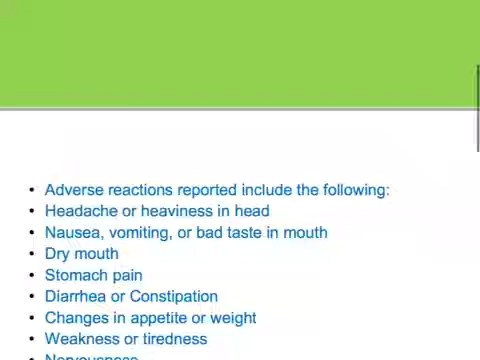 • Adverse reactions reported include the following:
• Headache or heaviness in head
• Nausea, vomiting, or bad taste in mouth
• Dry mouth
• Stomach pain
• Diarrhea or Constipation
• Changes in appetite or weight
• Weakness or tiredness
• Nervousness